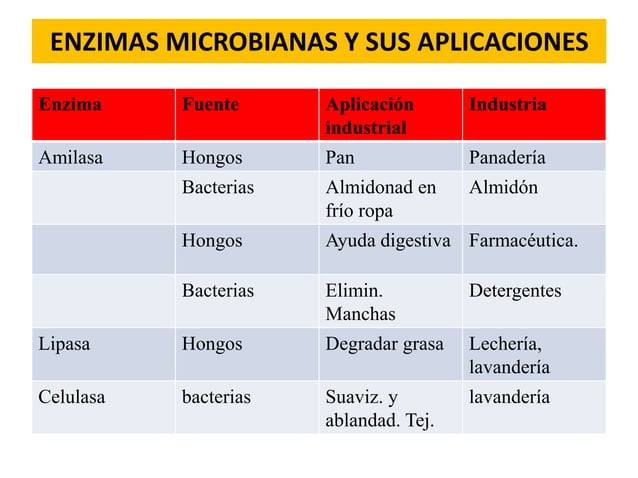 ENZIMAS MICROBIANAS Y SUS APLICACIONES
Enzima Fuente Aplicación industrial Industria
Amilasa Hongos Pan Panadería
Bacterias Almidonad en frío ropa Almidón
Hongos Ayuda digestiva Farmacéutica.
Bacterias Elimin. Manchas Detergentes
Lipasa Hongos Degradar grasa Lechería, lavandería
Celulasa bacterias Suaviz. y ablandad. Tej. lavandería